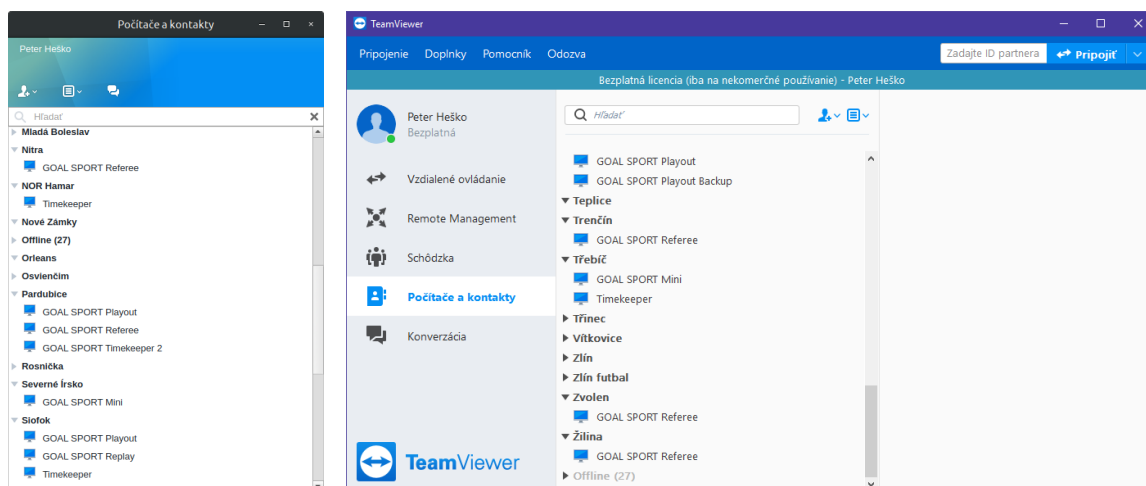 Počítače a kontakty
Peter Heško
Hľadať
Mladá Boleslav
Nitra
GOAL SPORT Referee
NOR Hamar
Timekeeper
Nové Zámky
Offline (27)
Orleans
Osvienčim
Pardubice
GOAL SPORT Playout
GOAL SPORT Referee
GOAL SPORT Timekeeper 2
Rosnička
Severné Írsko
GOAL SPORT Mini
Siofok
GOAL SPORT Playout
GOAL SPORT Replay
Timekeeper
TeamViewer
Pripojenie Doplnky Pomocník Odozva
Zadajte ID partnera Pripojiť
Bezplatná licencia (iba na nekomerčné používanie) - Peter Heško
Peter Heško
Bezplatná
Vzdialené ovládanie
Remote Management
Schôdzka
Počítače a kontakty
Konverzácia
TeamViewer
Hľadať
GOAL SPORT Playout
GOAL SPORT Playout Backup
Teplice
Trenčín
GOAL SPORT Referee
Třebíč
GOAL SPORT Mini
Timekeeper
Třinec
Vítkovice
Zlín
Zlín futbal
Zvolen
GOAL SPORT Referee
Žilina
GOAL SPORT Referee
Offline (27)